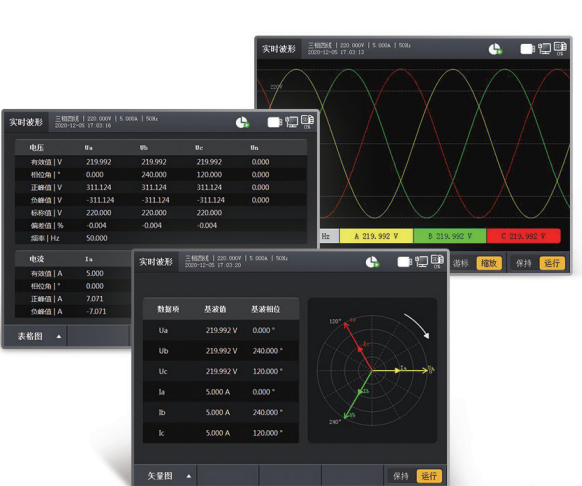 实时波形 三相四线 | 220.000V | 5.000A | 50Hz
2020-12-05 17:03:13
220V
Hz A 219.992 V B 219.992 V C 219.992 V
游标 缩放 保持 运行
实时波形 三相四线 | 220.000V | 5.000A | 50Hz
2020-12-05 17:03:16
电压 Ua Ub Uc Un
有效值 | V 219.992 219.992 219.992 0.000
相位角 | ° 0.000 240.000 120.000 0.000
正峰值 | V 311.124 311.124 311.124 0.000
负峰值 | V -311.124 -311.124 -311.124 0.000
标称值 | V 220.000 220.000 220.000
偏差值 | % -0.004 -0.004 -0.004
频率 | Hz 50.000
电流 Ia
有效值 | A 5.000
相位角 | ° 0.000
正峰值 | A 7.071
负峰值 | A -7.071
表格图
实时波形 三相四线 | 220.000V | 5.000A | 50Hz
2020-12-05 17:03:20
数据项 基波值 基波相位
Ua 219.992 V 0.000 °
Ub 219.992 V 240.000 °
Uc 219.992 V 120.000 °
Ia 5.000 A 0.000 °
Ib 5.000 A 240.000 °
Ic 5.000 A 120.000 °
120°
240°
矢量图 保持 运行